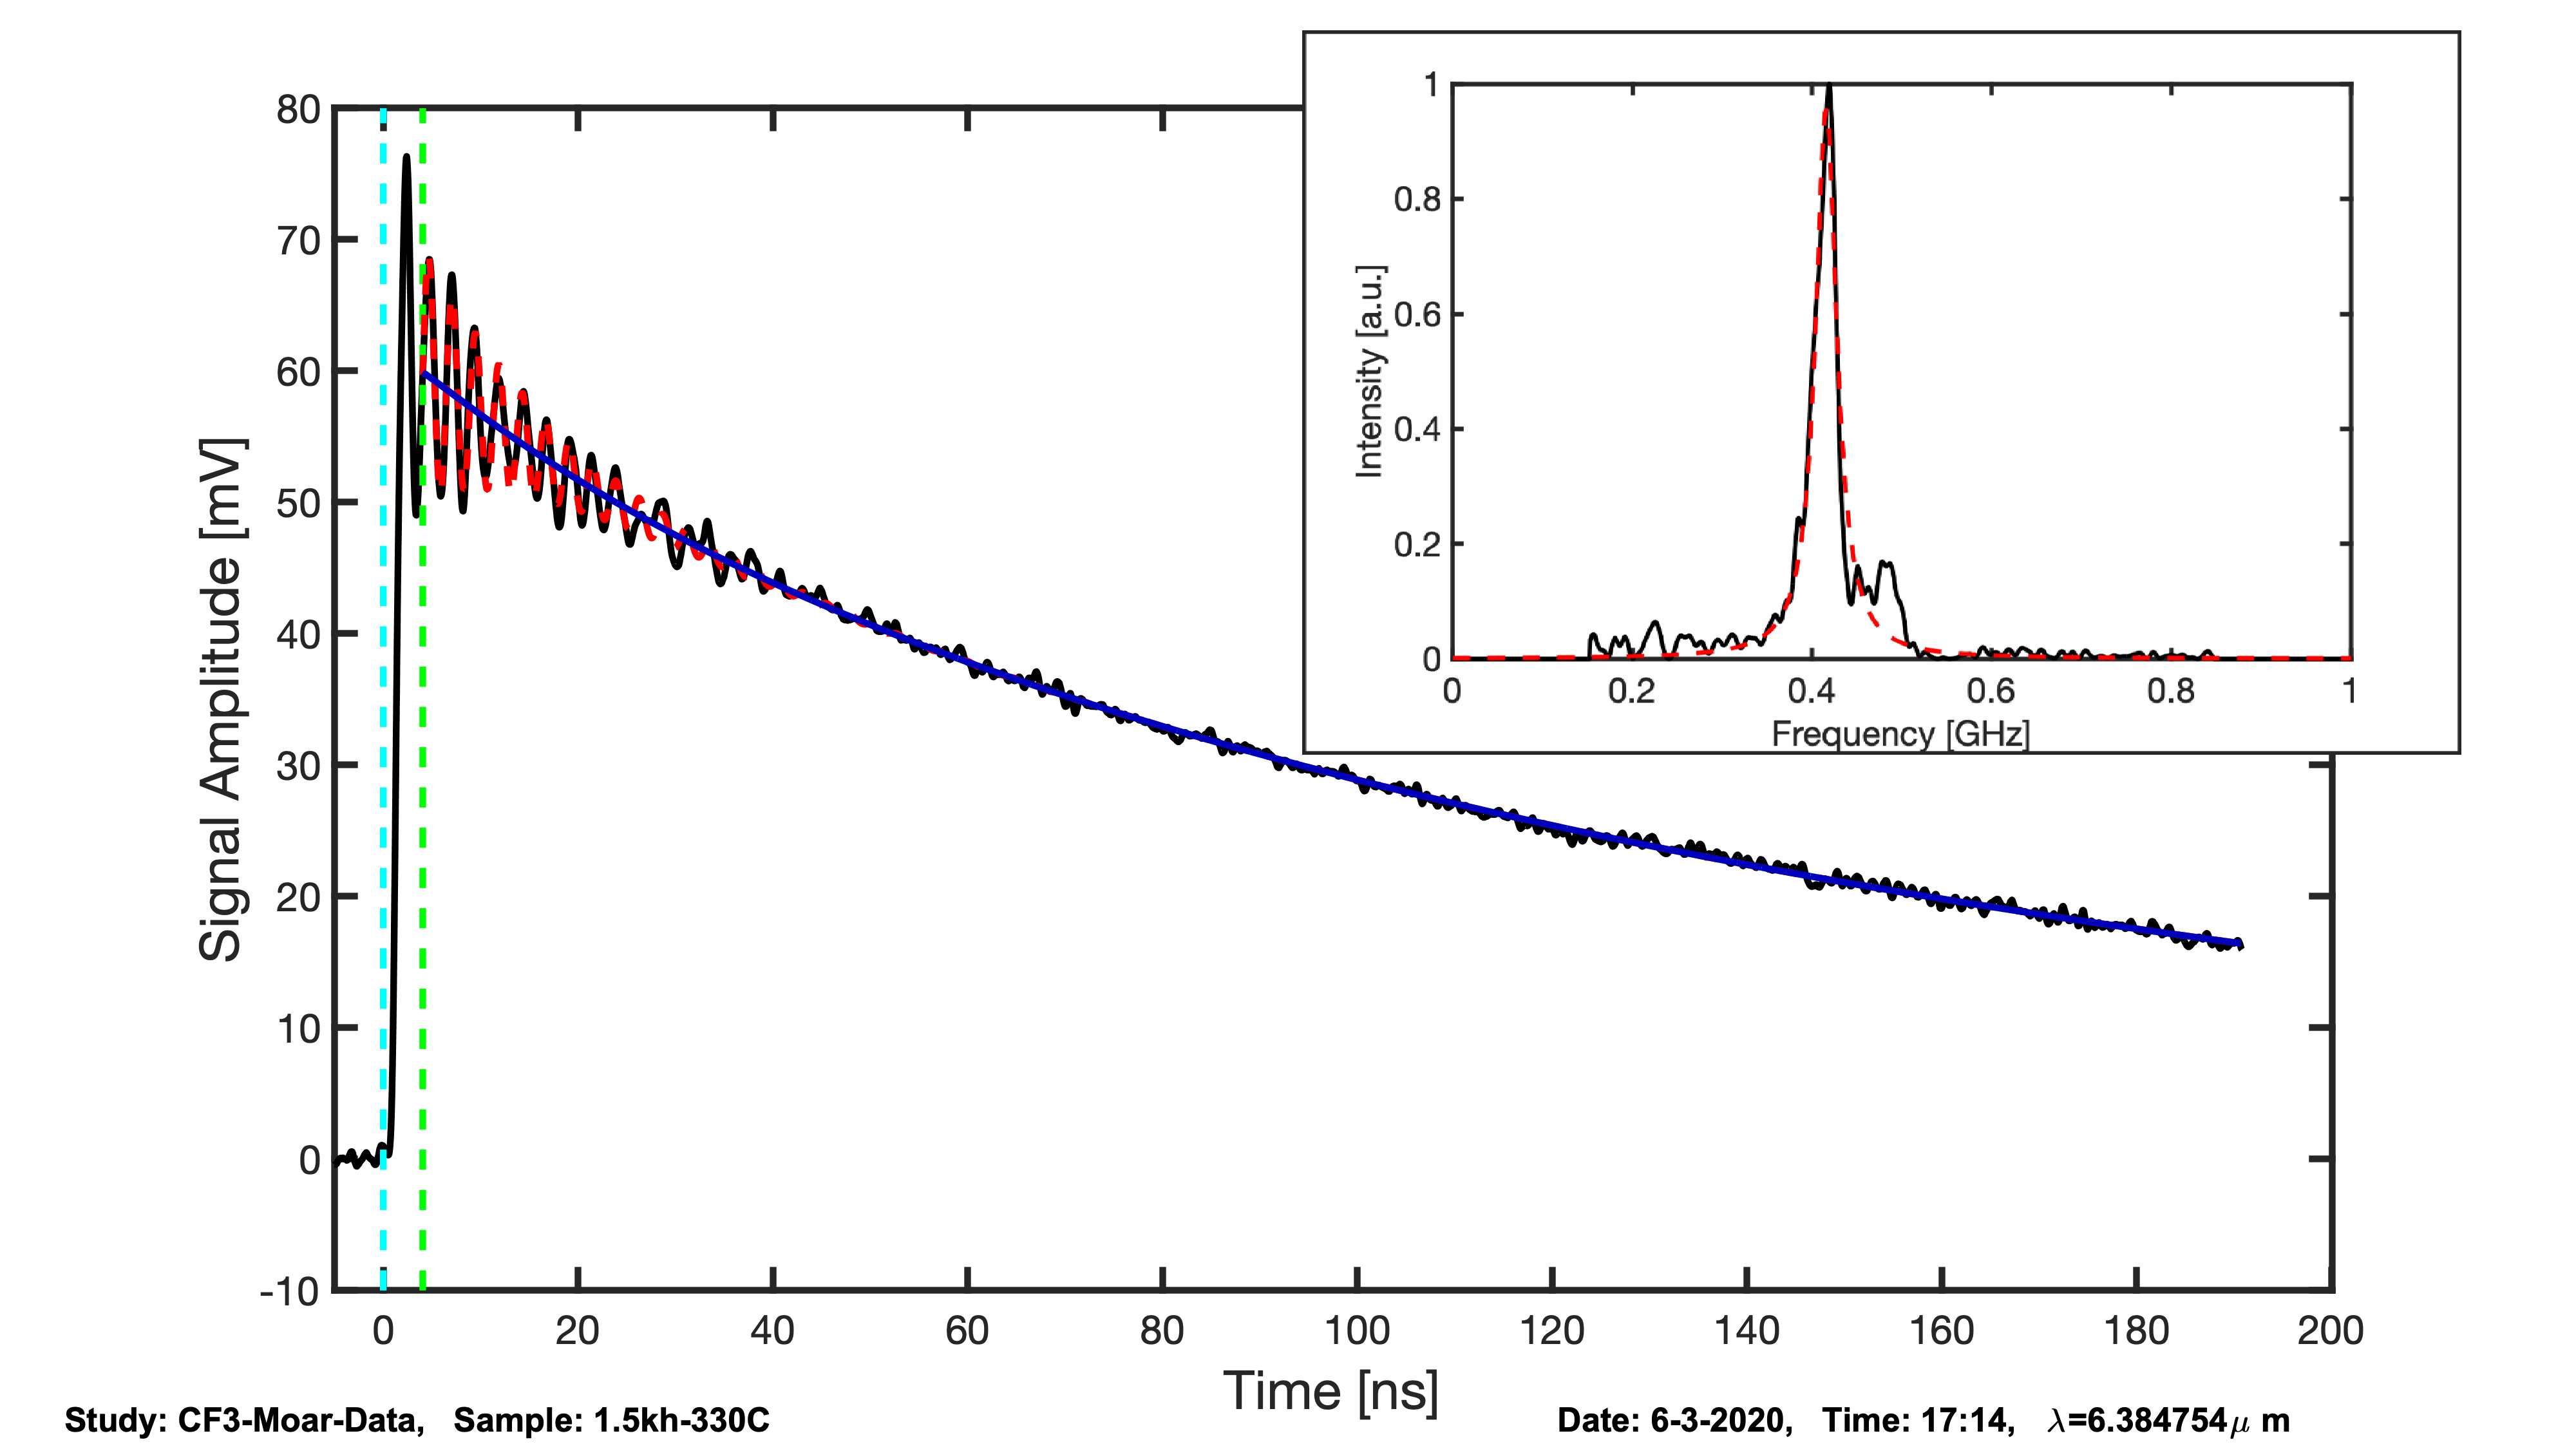 1
0.8
0.6
0.4
0.2
0
0 0.2 0.4 0.6 0.8 1
Intensity [a.u.]
Frequency [GHz]
80
70
60
50
40
30
20
10
0
-10
0 20 40 60 80 100 120 140 160 180 200
Signal Amplitude [mV]
Time [ns]
Study: CF3-Moar-Data, Sample: 1.5kh-330C
Date: 6-3-2020, Time: 17:14, λ=6.384754μ m